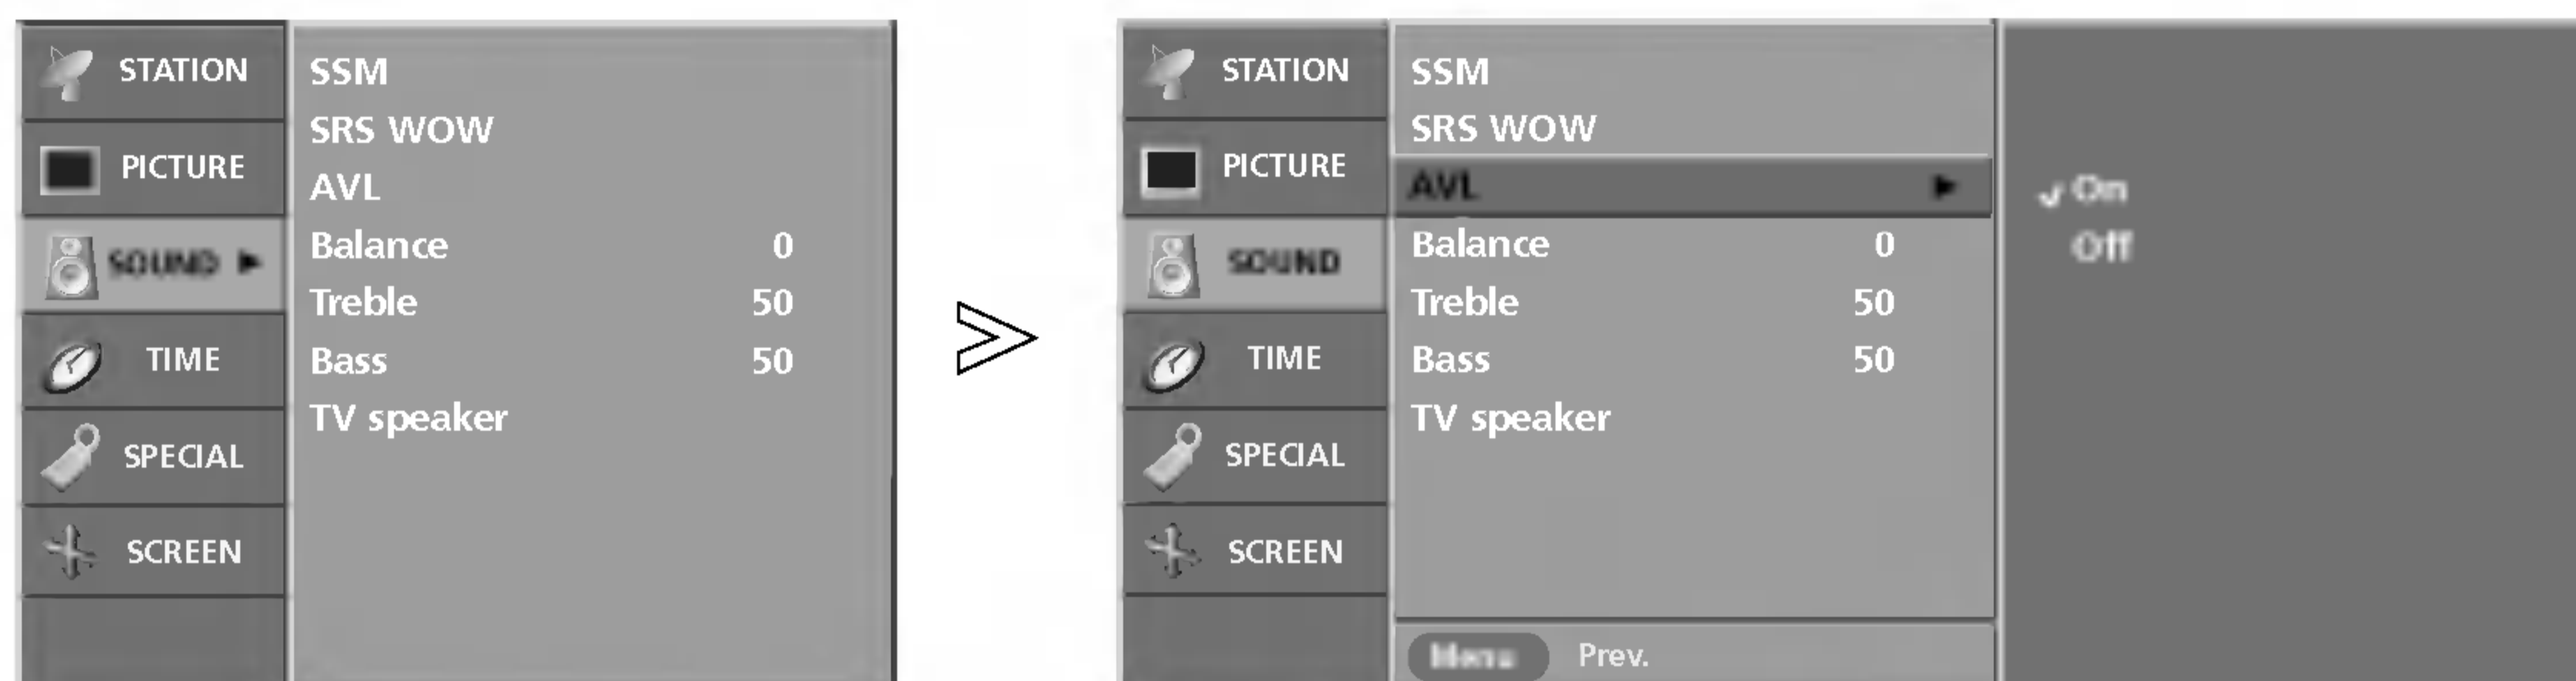 STATION
PICTURE
SOUND
TIME
SPECIAL
SCREEN
SSM
SRS WOW
AVL
Balance 0
Treble 50
Bass 50
TV speaker
STATION
PICTURE
SOUND
TIME
SPECIAL
SCREEN
SSM
SRS WOW
AVL
Balance 0
Treble 50
Bass 50
TV speaker
Menu Prev.
On
Off